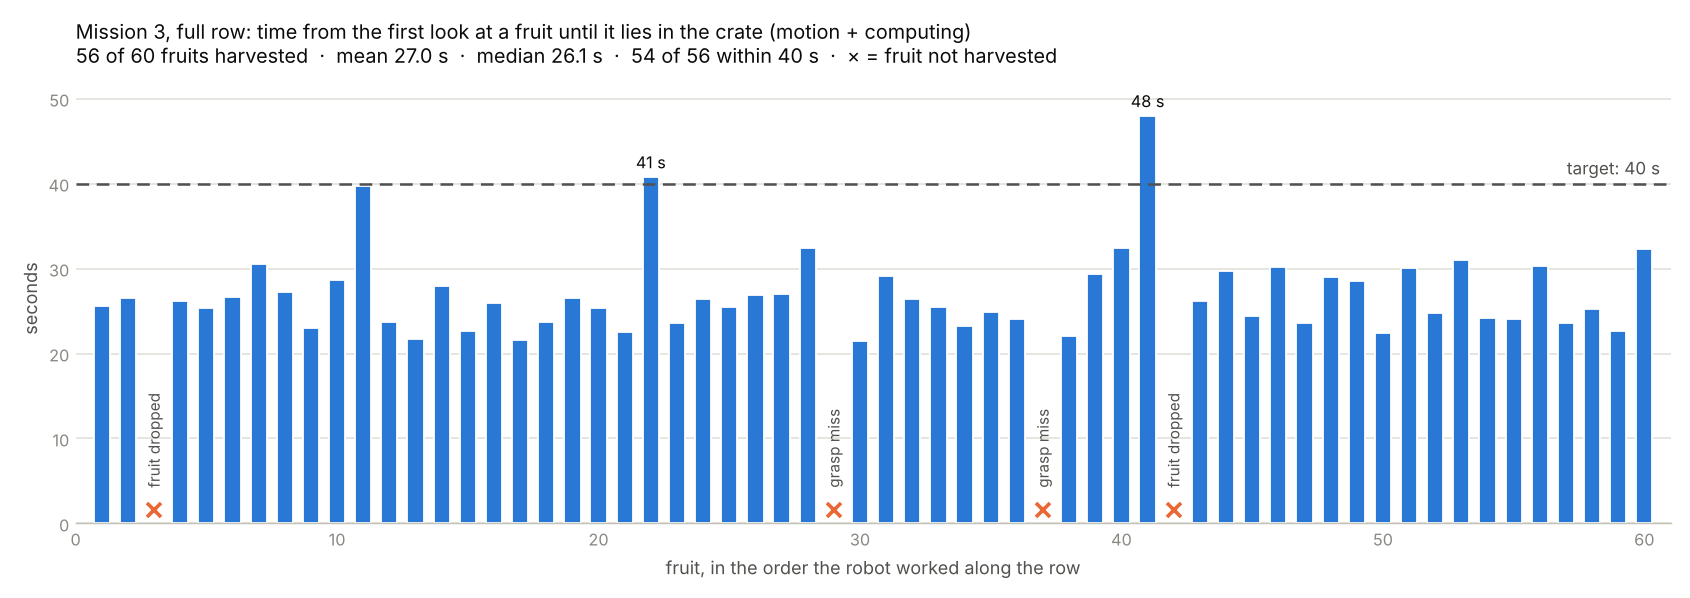 Mission 3, full row: time from the first look at a fruit until it lies in the crate (motion + computing)
56 of 60 fruits harvested · mean 27.0 s · median 26.1 s · 54 of 56 within 40 s · × = fruit not harvested
50
48 s
41 s
target: 40 s
40
30
seconds
20
10
fruit dropped
grasp miss
grasp miss
fruit dropped
0
0 10 20 30 40 50 60
fruit, in the order the robot worked along the row